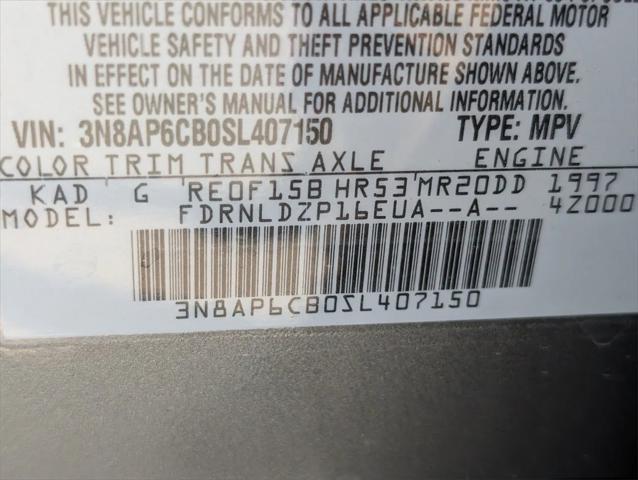 THIS VEHICLE CONFORMS TO ALL APPLICABLE FEDERAL MOTOR
VEHICLE SAFETY AND THEFT PREVENTION STANDARDS
IN EFFECT ON THE DATE OF MANUFACTURE SHOWN ABOVE.
SEE OWNER'S MANUAL FOR ADDITIONAL INFORMATION.
VIN: 3N8AP6CB0SL407150 TYPE: MPV
COLOR TRIM TRANS AXLE ENGINE
KAD G RE0F15B HR53 MR20DD 1997
MODEL: FDRNLDZP16EUA--A-- 4Z000
3N8AP6CB0SL407150